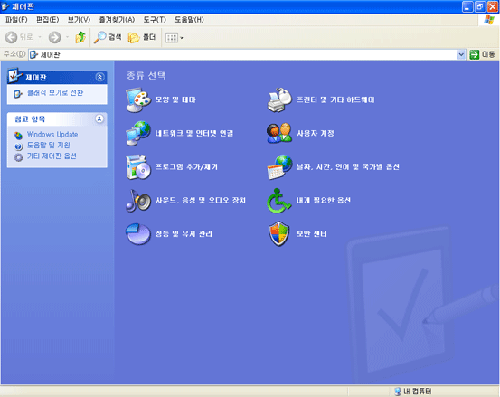 제어판
파일(F) 편집(E) 보기(V) 즐겨찾기(A) 도구(T) 도움말(H)
뒤로 검색 폴더
주소(D) 제어판 이동
제어판
클래식 보기로 전환
참고 항목
Windows Update
도움말 및 지원
기타 제어판 옵션
종류 선택
모양 및 테마
프린터 및 기타 하드웨어
네트워크 및 인터넷 연결
사용자 계정
프로그램 추가/제거
날짜, 시간, 언어 및 국가별 옵션
사운드, 음성 및 오디오 장치
내게 필요한 옵션
성능 및 유지 관리
보안 센터
내 컴퓨터